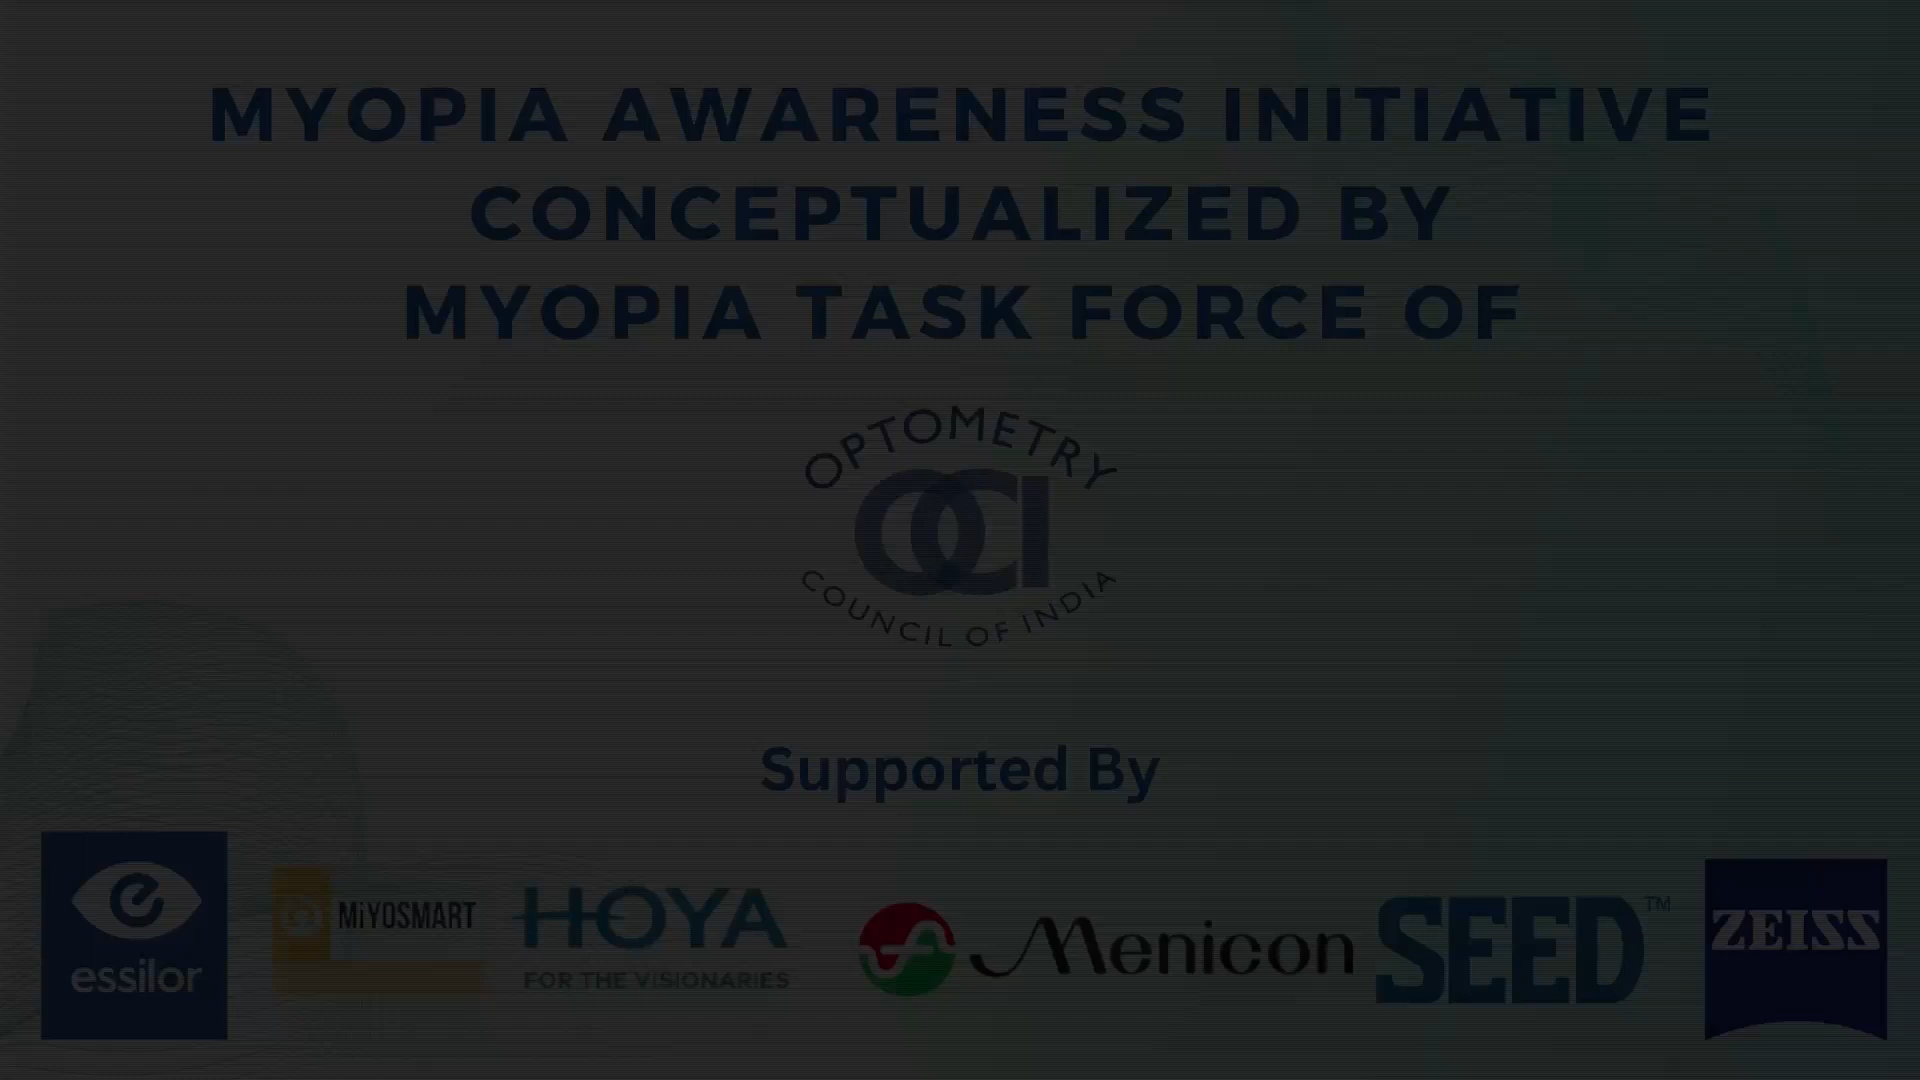 MYOPIA AWARENESS INITIATIVE
CONCEPTUALIZED BY
MYOPIA TASK FORCE OF
OPTOMETRY
OCI
COUNCIL OF INDIA
Supported By
e
essilor
MiYOSMART
HOYA
FOR THE VISIONARIES
Menicon
SEED™
ZEISS